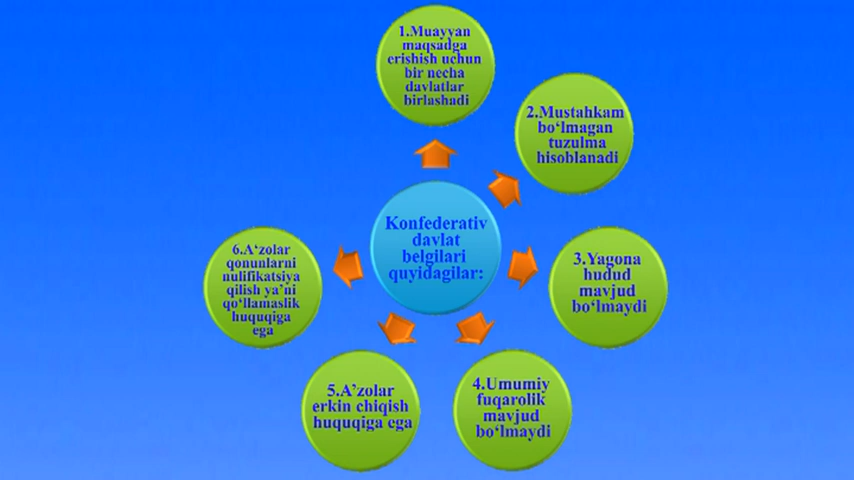 1.Muayyan
maqsadga
erishish uchun
bir necha
davlatlar
birlashadi
2.Mustahkam
bo‘lmagan
tuzulma
hisoblanadi
Konfederativ
davlat
belgilari
quyidagilar:
3.Yagona
hudud
mavjud
bo‘lmaydi
4.Umumiy
fuqarolik
mavjud
bo‘lmaydi
5.A’zolar
erkin chiqish
huquqiga ega
6.A‘zolar
qonunlarni
nulifikatsiya
qilish ya’ni
qo‘llamaslik
huquqiga
ega